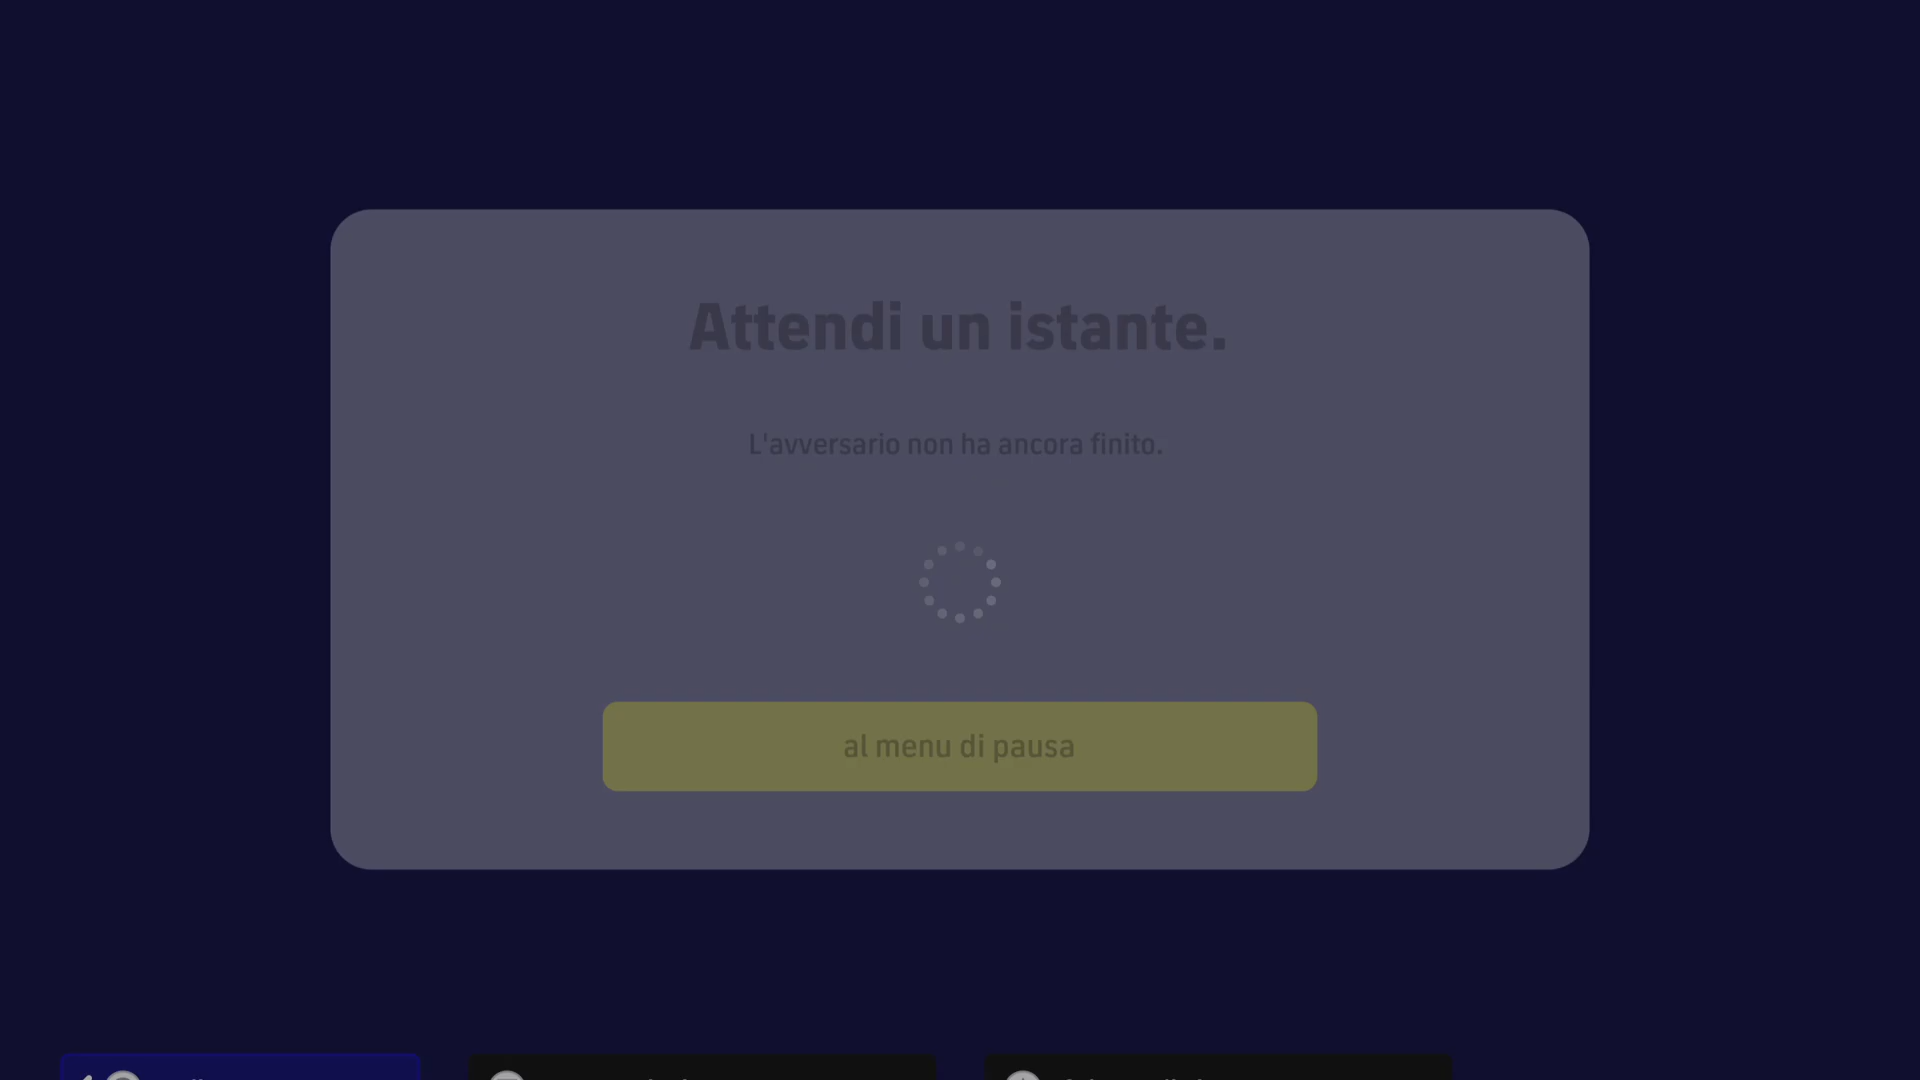 Attendi un istante.
L'avversario non ha ancora finito.
al menu di pausa